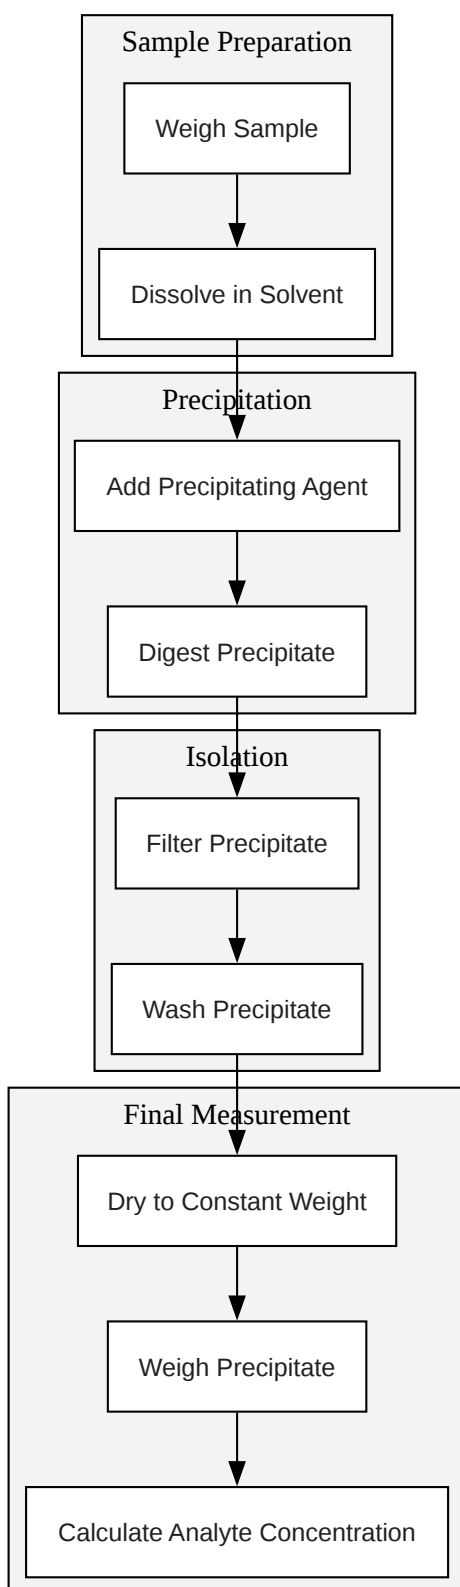 Sample Preparation
Weigh Sample
Dissolve in Solvent
Precipitation
Add Precipitating Agent
Digest Precipitate
Isolation
Filter Precipitate
Wash Precipitate
Final Measurement
Dry to Constant Weight
Weigh Precipitate
Calculate Analyte Concentration